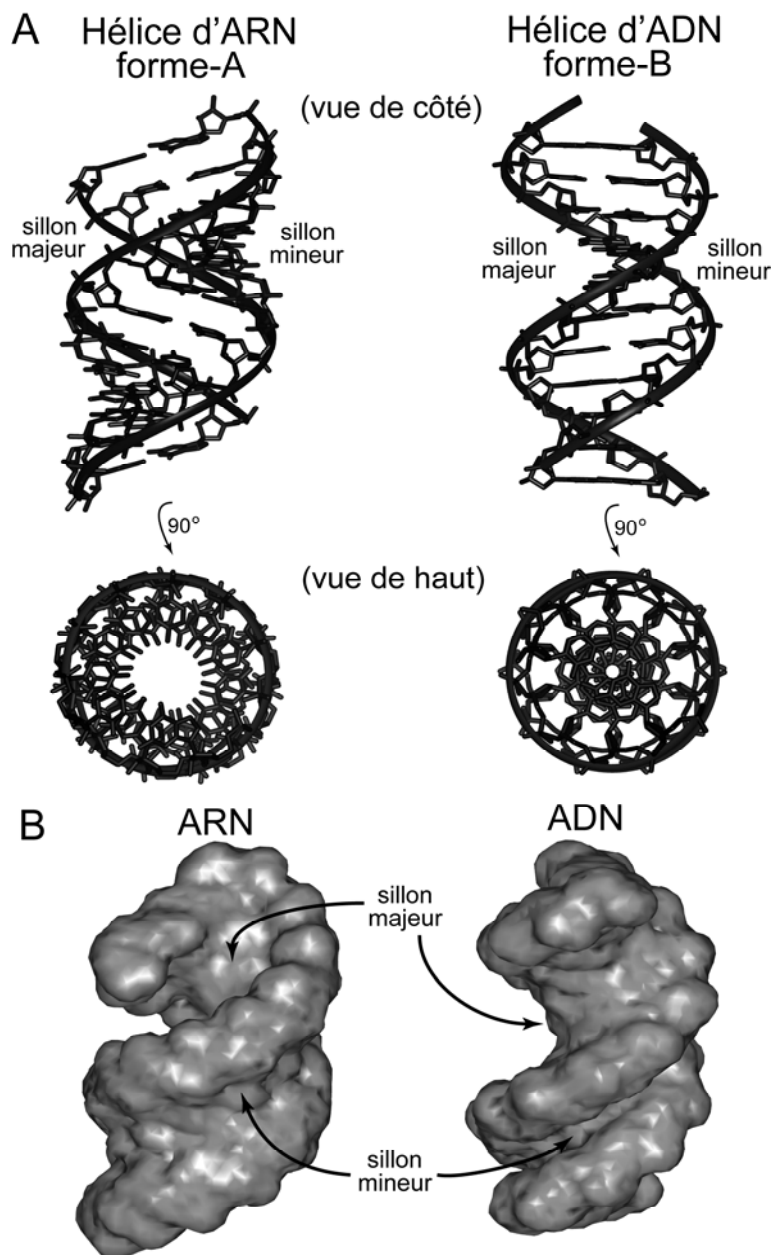 A
Hélice d'ARN
forme-A
Hélice d'ADN
forme-B
(vue de côté)
sillon
majeur
sillon
mineur
sillon
majeur
sillon
mineur
90°
90°
(vue de haut)
B
ARN
ADN
sillon
majeur
sillon
mineur